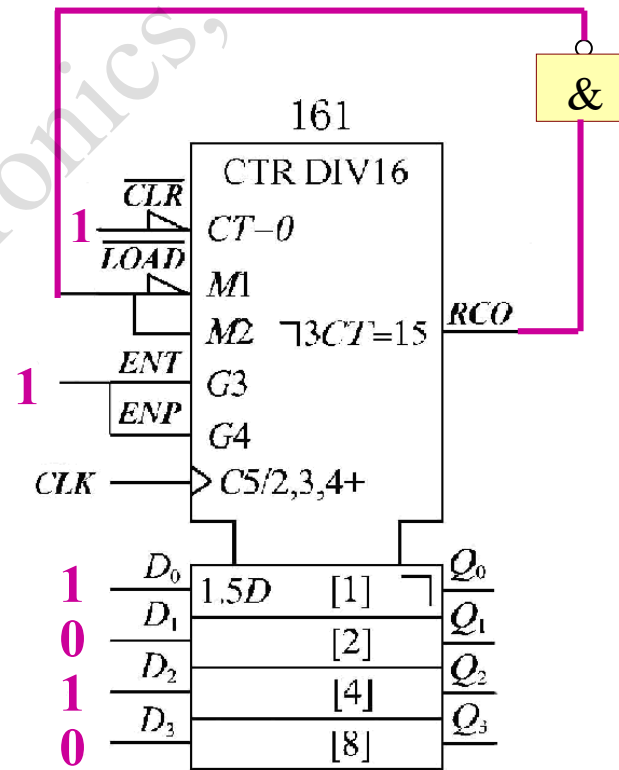 onics,
&
161
CTR DIV16
CLR
1
CT-0
LOAD
M1
M2
⅂3CT=15
RCO
1
ENT
G3
ENP
G4
CLK
C5/2,3,4+
1
D₀
1.5D
[1]
Q₀
0
D₁
[2]
Q₁
1
D₂
[4]
Q₂
0
D₃
[8]
Q₃